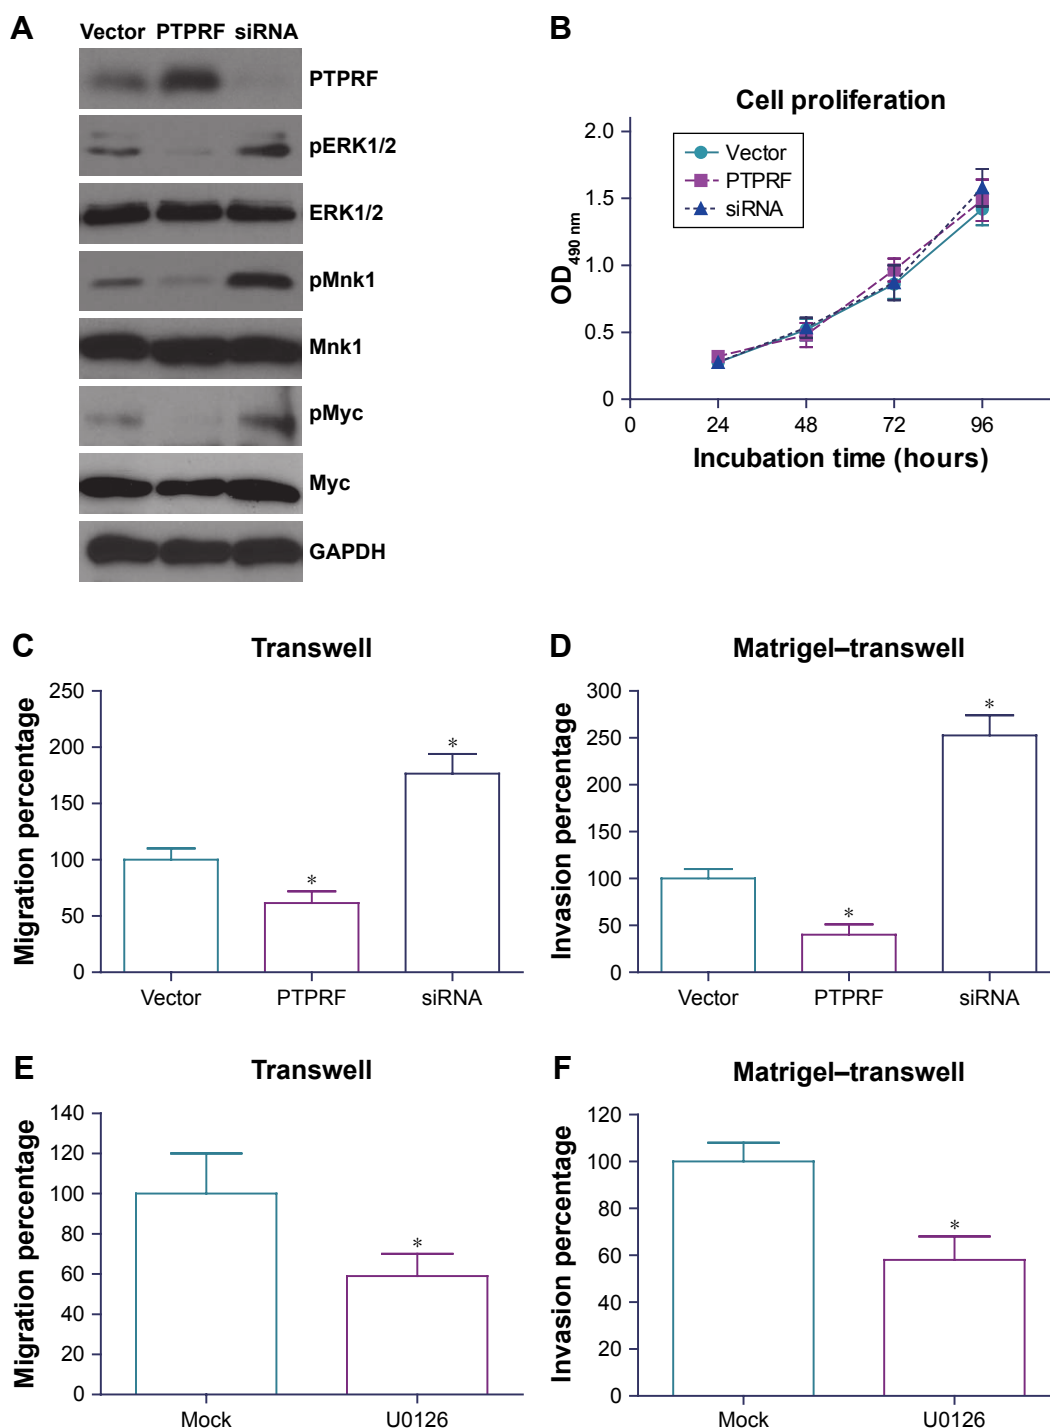 A
Vector PTPRF siRNA
PTPRF
pERK1/2
ERK1/2
pMnk1
Mnk1
pMyc
Myc
GAPDH
B
Cell proliferation
Vector
PTPRF
siRNA
OD490 nm
2.0
1.5
1.0
0.5
0
0 24 48 72 96
Incubation time (hours)
C
Transwell
Migration percentage
250
200
150
100
50
0
*
*
Vector PTPRF siRNA
D
Matrigel–transwell
Invasion percentage
300
250
200
150
100
50
0
*
*
Vector PTPRF siRNA
E
Transwell
Migration percentage
140
120
100
80
60
40
20
0
*
Mock U0126
F
Matrigel–transwell
Invasion percentage
120
100
80
60
40
20
0
*
Mock U0126